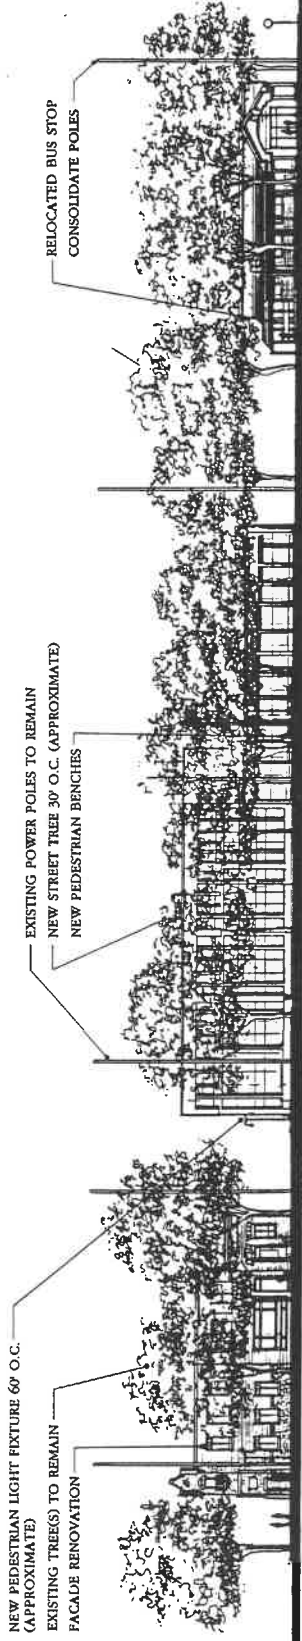 NEW PEDESTRIAN LIGHT FIXTURE 60' O.C.
(APPROXIMATE)
EXISTING TREE(S) TO REMAIN
FACADE RENOVATION
EXISTING POWER POLES TO REMAIN
NEW STREET TREE 30' O.C. (APPROXIMATE)
NEW PEDESTRIAN BENCHES
RELOCATED BUS STOP
CONSOLIDATE POLES